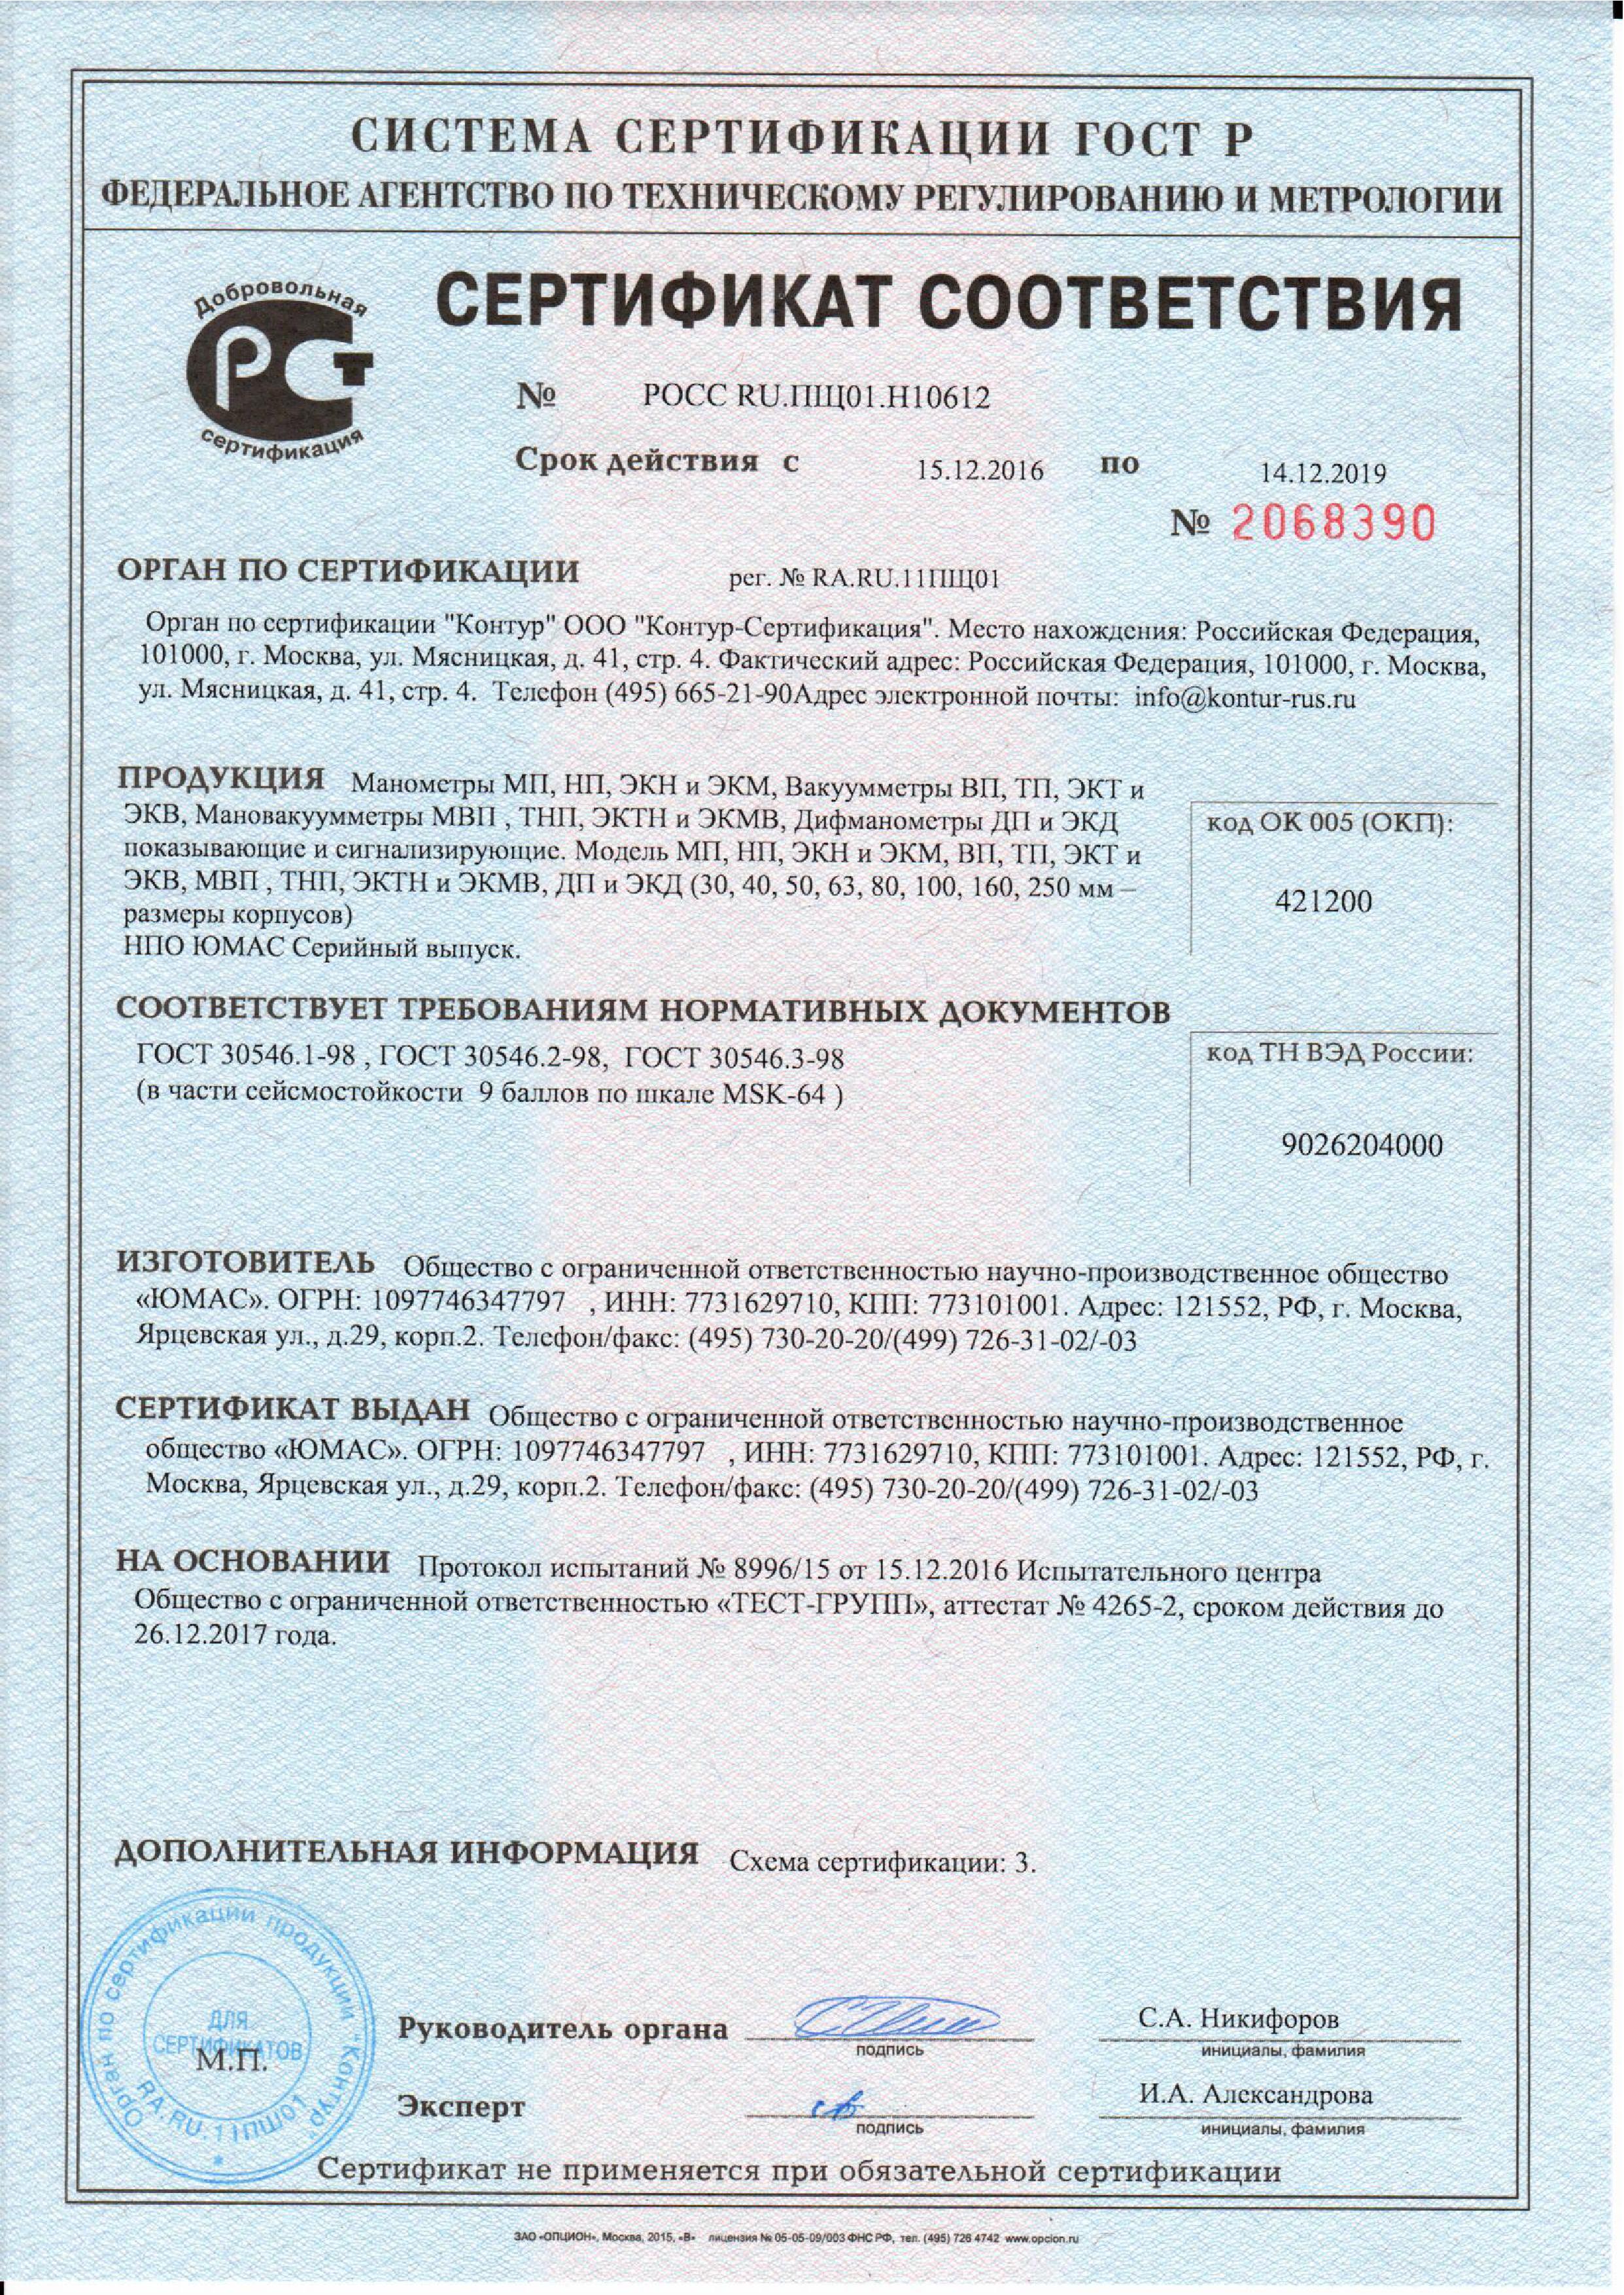 СИСТЕМА СЕРТИФИКАЦИИ ГОСТ Р
ФЕДЕРАЛЬНОЕ АГЕНТСТВО ПО ТЕХНИЧЕСКОМУ РЕГУЛИРОВАНИЮ И МЕТРОЛОГИИ
Добровольная
РСТ
сертификация
СЕРТИФИКАТ СООТВЕТСТВИЯ
№ РОСС RU.ПЩ01.Н10612
Срок действия с 15.12.2016 по 14.12.2019
№ 2068390
ОРГАН ПО СЕРТИФИКАЦИИ рег. № RA.RU.11ПЩ01
Орган по сертификации "Контур" ООО "Контур-Сертификация". Место нахождения: Российская Федерация,
101000, г. Москва, ул. Мясницкая, д. 41, стр. 4. Фактический адрес: Российская Федерация, 101000, г. Москва,
ул. Мясницкая, д. 41, стр. 4. Телефон (495) 665-21-90Адрес электронной почты: info@kontur-rus.ru
ПРОДУКЦИЯ Манометры МП, НП, ЭКН и ЭКМ, Вакуумметры ВП, ТП, ЭКТ и
ЭКВ, Мановакуумметры МВП , ТНП, ЭКТН и ЭКМВ, Дифманометры ДП и ЭКД
показывающие и сигнализирующие. Модель МП, НП, ЭКН и ЭКМ, ВП, ТП, ЭКТ и
ЭКВ, МВП , ТНП, ЭКТН и ЭКМВ, ДП и ЭКД (30, 40, 50, 63, 80, 100, 160, 250 мм –
размеры корпусов)
НПО ЮМАС Серийный выпуск.
код ОК 005 (ОКП):
421200
СООТВЕТСТВУЕТ ТРЕБОВАНИЯМ НОРМАТИВНЫХ ДОКУМЕНТОВ
ГОСТ 30546.1-98 , ГОСТ 30546.2-98, ГОСТ 30546.3-98
(в части сейсмостойкости 9 баллов по шкале MSK-64 )
код ТН ВЭД России:
9026204000
ИЗГОТОВИТЕЛЬ Общество с ограниченной ответственностью научно-производственное общество
«ЮМАС». ОГРН: 1097746347797 , ИНН: 7731629710, КПП: 773101001. Адрес: 121552, РФ, г. Москва,
Ярцевская ул., д.29, корп.2. Телефон/факс: (495) 730-20-20/(499) 726-31-02/-03
СЕРТИФИКАТ ВЫДАН Общество с ограниченной ответственностью научно-производственное
общество «ЮМАС». ОГРН: 1097746347797 , ИНН: 7731629710, КПП: 773101001. Адрес: 121552, РФ, г.
Москва, Ярцевская ул., д.29, корп.2. Телефон/факс: (495) 730-20-20/(499) 726-31-02/-03
НА ОСНОВАНИИ Протокол испытаний № 8996/15 от 15.12.2016 Испытательного центра
Общество с ограниченной ответственностью «ТЕСТ-ГРУПП», аттестат № 4265-2, сроком действия до
26.12.2017 года.
ДОПОЛНИТЕЛЬНАЯ ИНФОРМАЦИЯ Схема сертификации: 3.
Орган по сертификации продукции "Контур"
ДЛЯ
СЕРТИФИКАТОВ
RA.RU.11ПЩ01
М.П.
Руководитель органа
подпись
С.А. Никифоров
инициалы, фамилия
Эксперт
подпись
И.А. Александрова
инициалы, фамилия
Сертификат не применяется при обязательной сертификации
ЗАО «ОПЦИОН», Москва, 2015, «В» лицензия № 05-05-09/003 ФНС РФ, тел. (495) 726 4742 www.opcion.ru